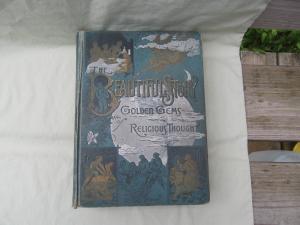 THE
BEAUTIFUL STORY
GOLDEN GEMS
RELIGIOUS THOUGHT